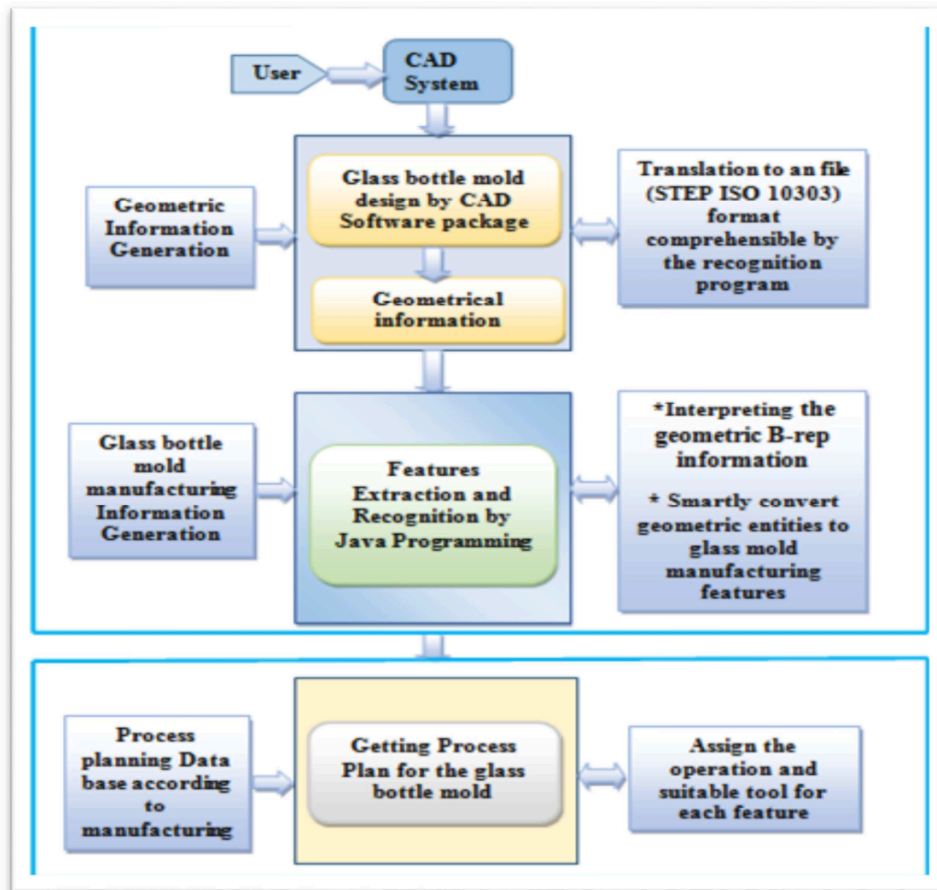 User
CAD
System
Glass bottle mold
design by CAD
Software package
Geometric
Information
Generation
Translation to an file
(STEP ISO 10303)
format
comprehensible by
the recognition
program
Geometrical
information
Glass bottle
mold
manufacturing
Information
Generation
Features
Extraction and
Recognition by
Java Programming
*Interpreting the
geometric B-rep
information
* Smartly convert
geometric entities to
glass mold
manufacturing
features
Process
planning Data
base according
to
manufacturing
Getting Process
Plan for the glass
bottle mold
Assign the
operation and
suitable tool for
each feature